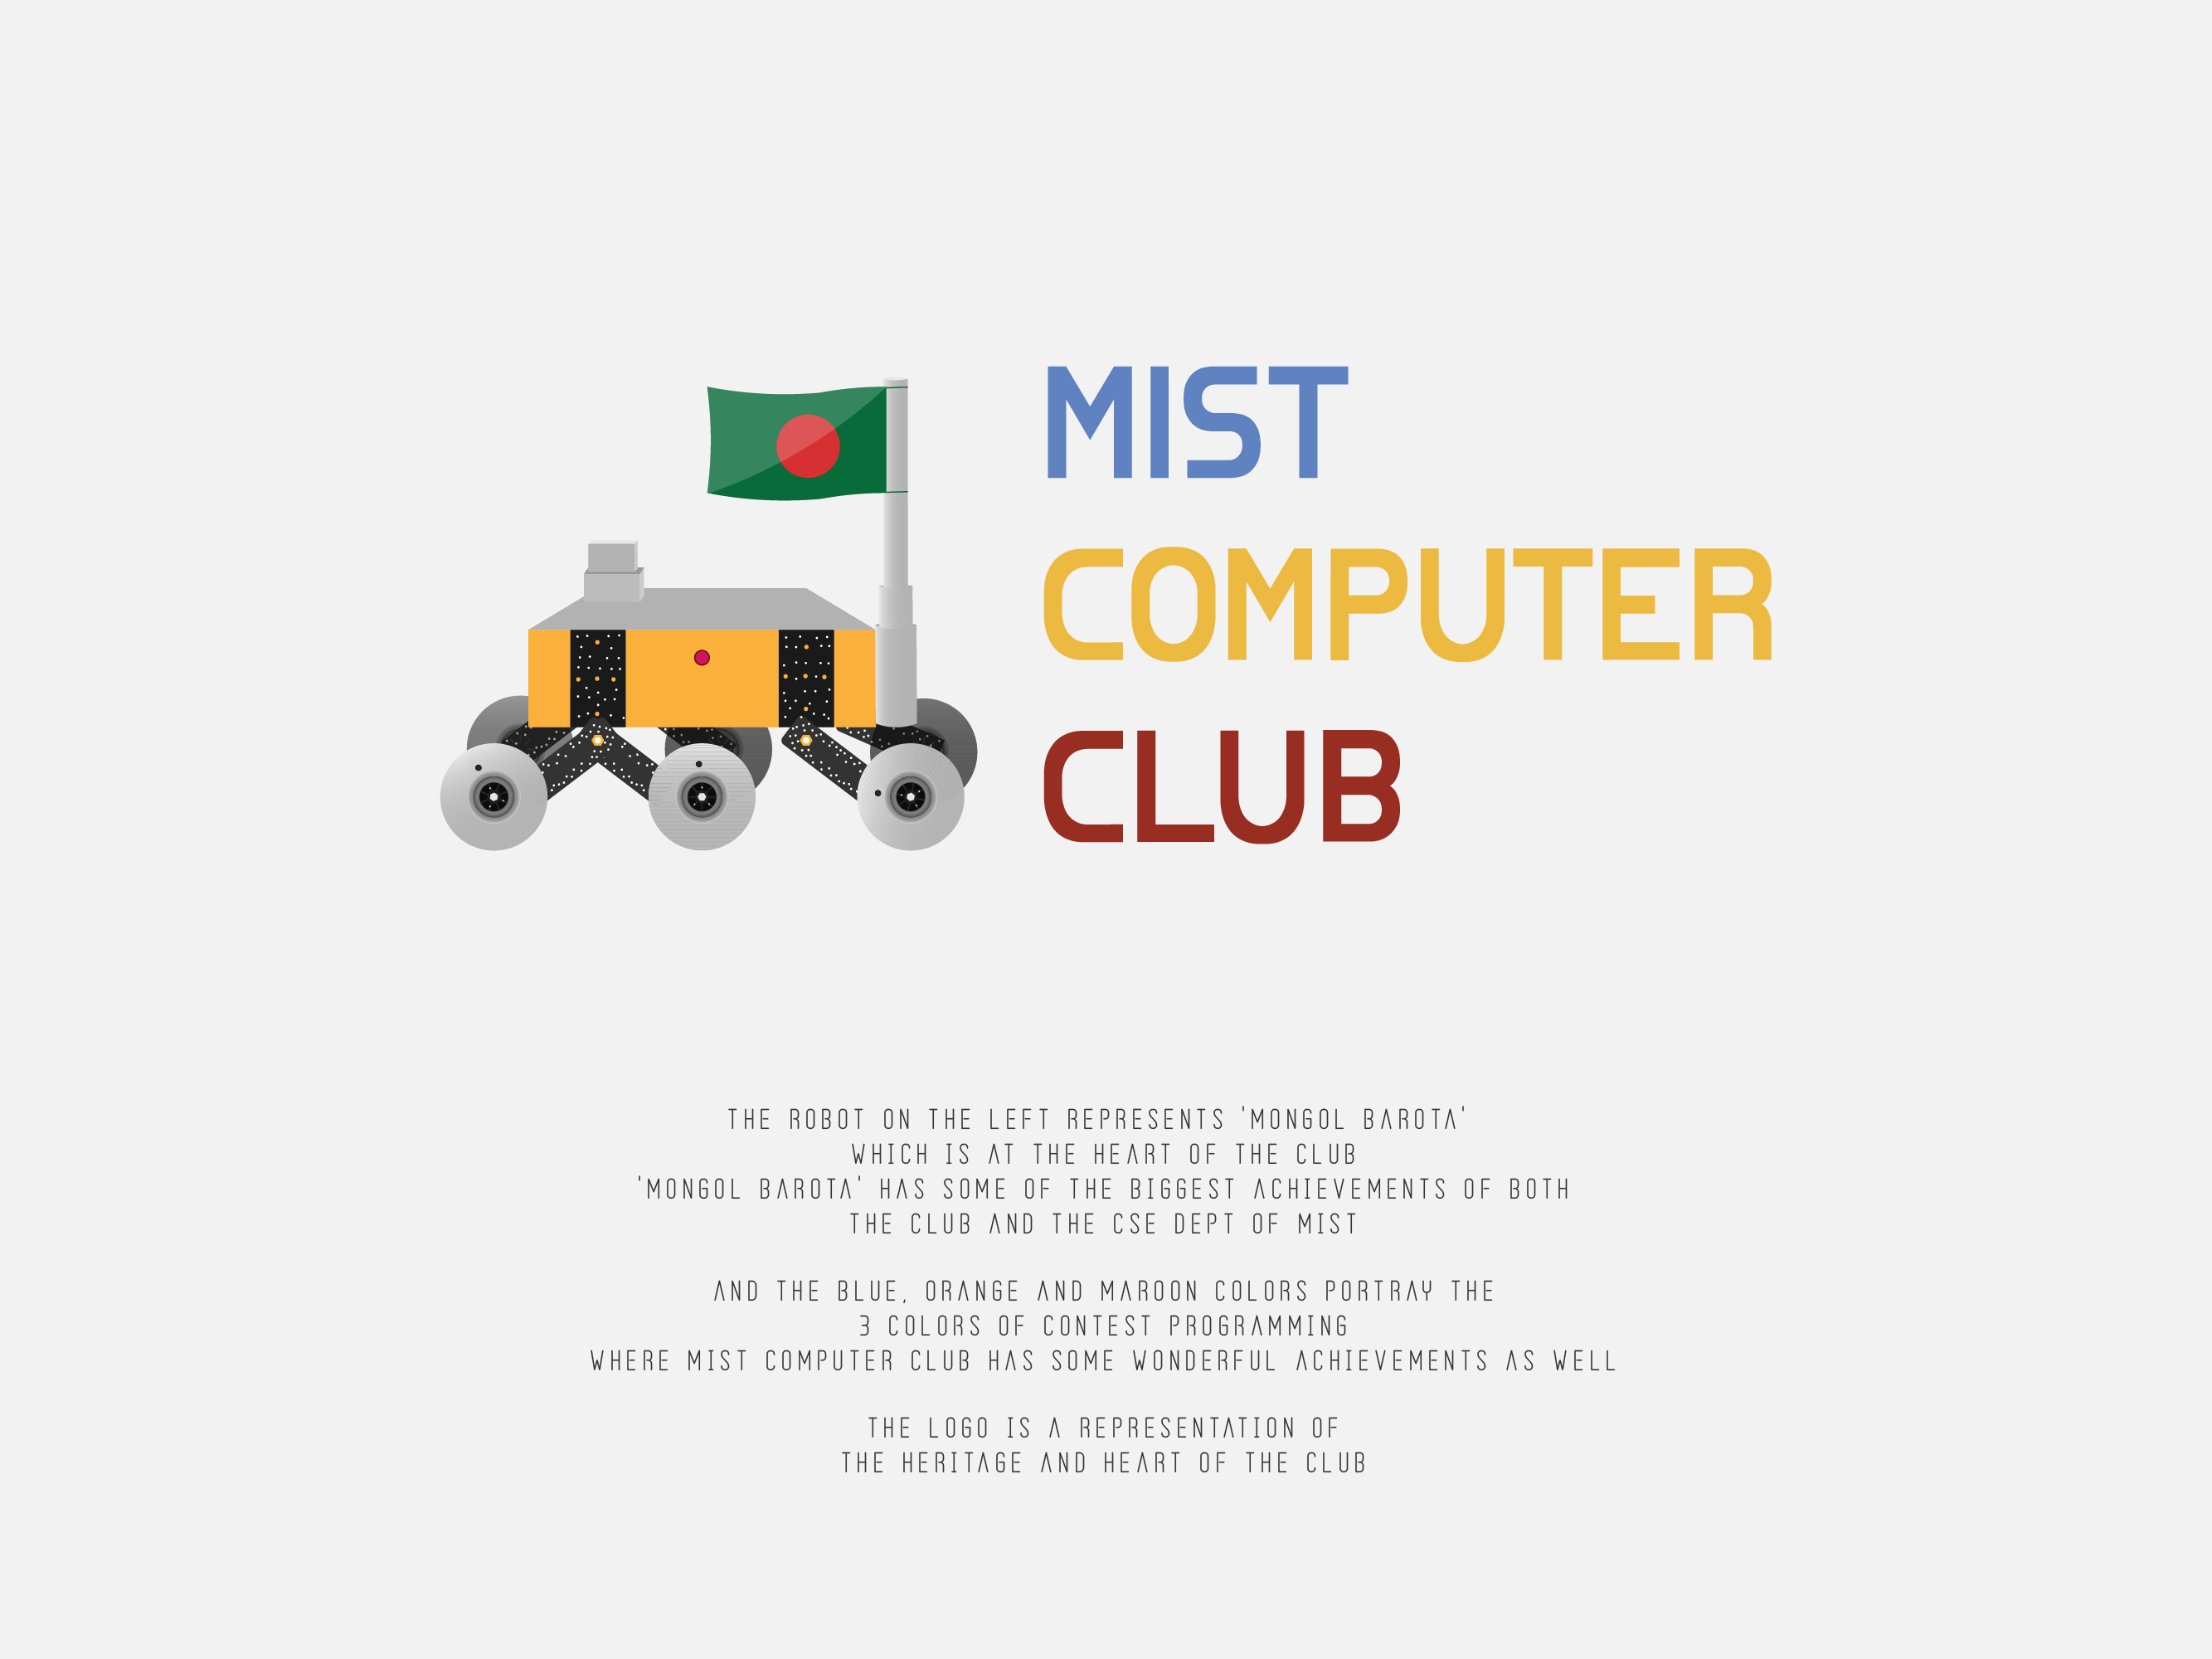 MIST
COMPUTER
CLUB
THE ROBOT ON THE LEFT REPRESENTS 'MONGOL BAROTA'
WHICH IS AT THE HEART OF THE CLUB
'MONGOL BAROTA' HAS SOME OF THE BIGGEST ACHIEVEMENTS OF BOTH
THE CLUB AND THE CSE DEPT OF MIST
AND THE BLUE, ORANGE AND MAROON COLORS PORTRAY THE
3 COLORS OF CONTEST PROGRAMMING
WHERE MIST COMPUTER CLUB HAS SOME WONDERFUL ACHIEVEMENTS AS WELL
THE LOGO IS A REPRESENTATION OF
THE HERITAGE AND HEART OF THE CLUB